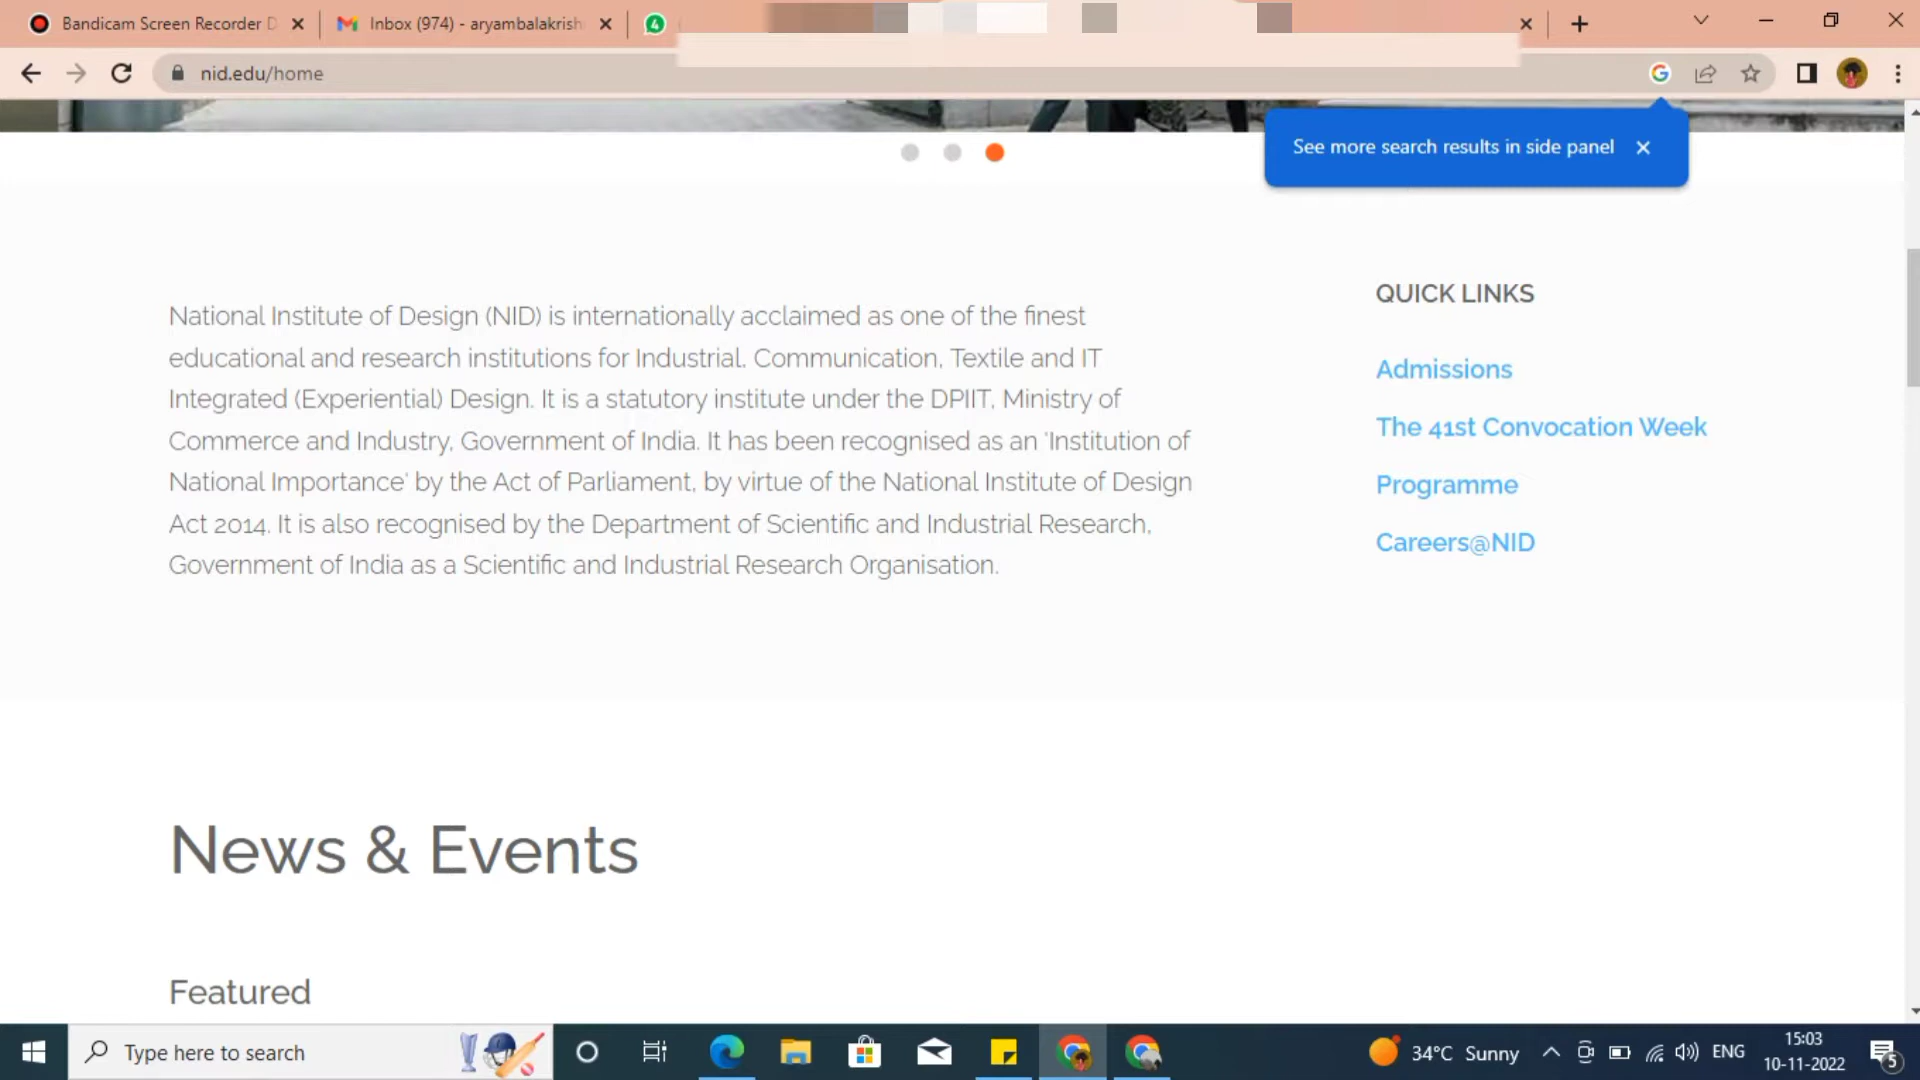 Bandicam Screen Recorder D
Inbox (974) - aryambalakrish
4
nid.edu/home
See more search results in side panel
National Institute of Design (NID) is internationally acclaimed as one of the finest
educational and research institutions for Industrial, Communication, Textile and IT
Integrated (Experiential) Design. It is a statutory institute under the DPIIT, Ministry of
Commerce and Industry, Government of India. It has been recognised as an 'Institution of
National Importance' by the Act of Parliament, by virtue of the National Institute of Design
Act 2014. It is also recognised by the Department of Scientific and Industrial Research,
Government of India as a Scientific and Industrial Research Organisation.
QUICK LINKS
Admissions
The 41st Convocation Week
Programme
Careers@NID
News & Events
Featured
Type here to search
34°C Sunny
ENG
15:03
10-11-2022
5